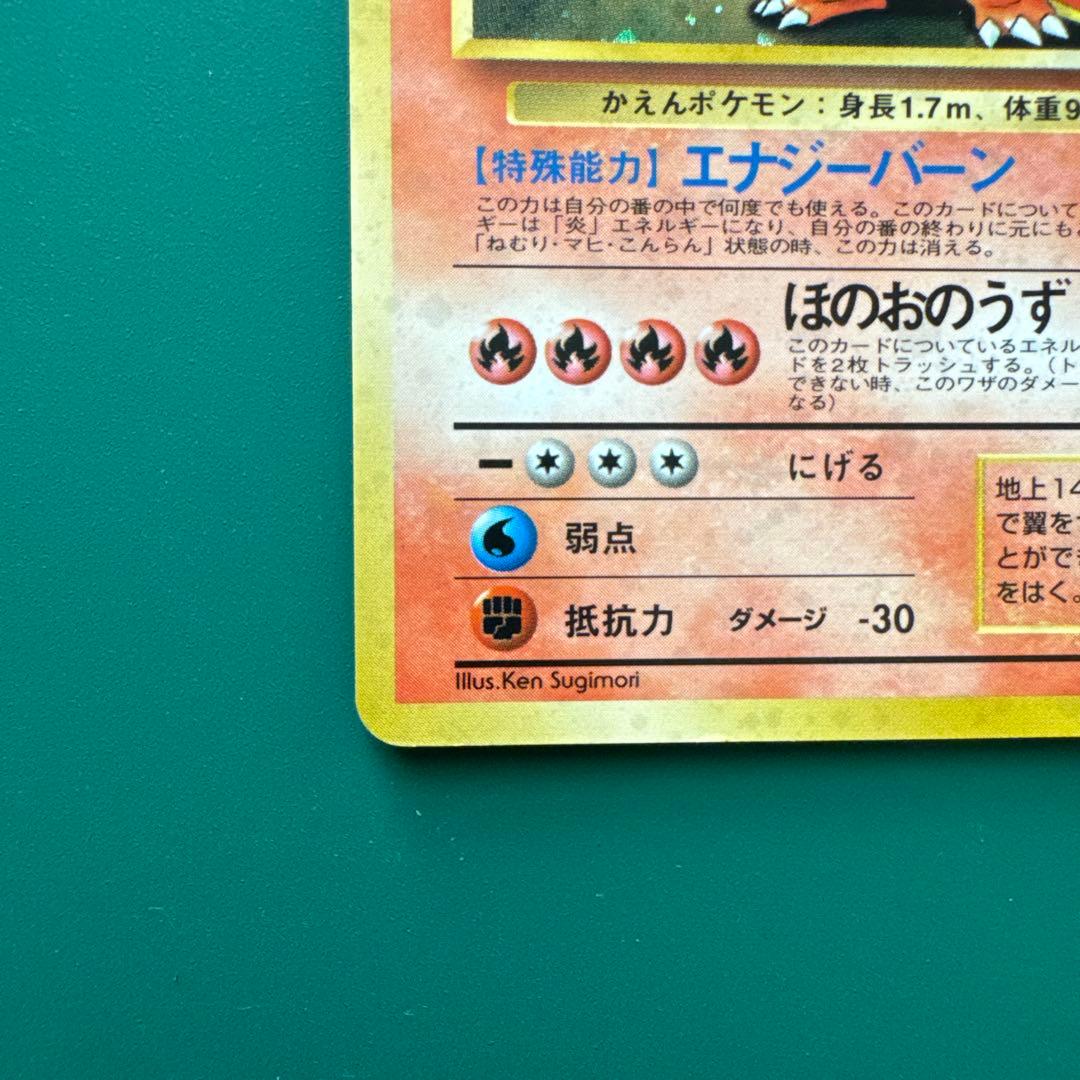 かえんポケモン：身長1.7m、体重9
【特殊能力】エナジーバーン
この力は自分の番の中で何度でも使える。このカードについて
ギーは「炎」エネルギーになり、自分の番の終わりに元にも
「ねむり・マヒ・こんらん」状態の時、この力は消える。
ほのおのうず
このカードについているエネル
ドを2枚トラッシュする。（ト
できない時、このワザのダメー
なる）
ー にげる
弱点
抵抗力 ダメージ -30
地上14
で翼を
とができ
をはく。
Illus.Ken Sugimori